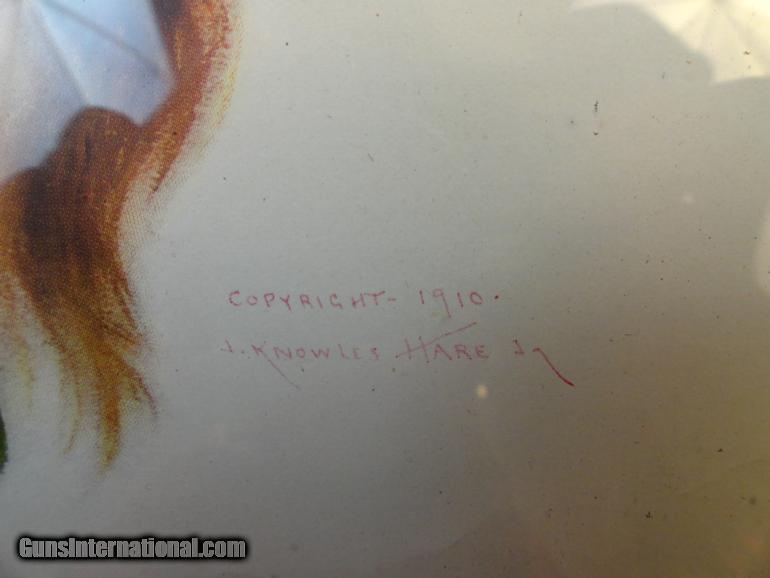 COPYRIGHT- 1910.
J. KNOWLES HARE Jr
GunsInternational.com